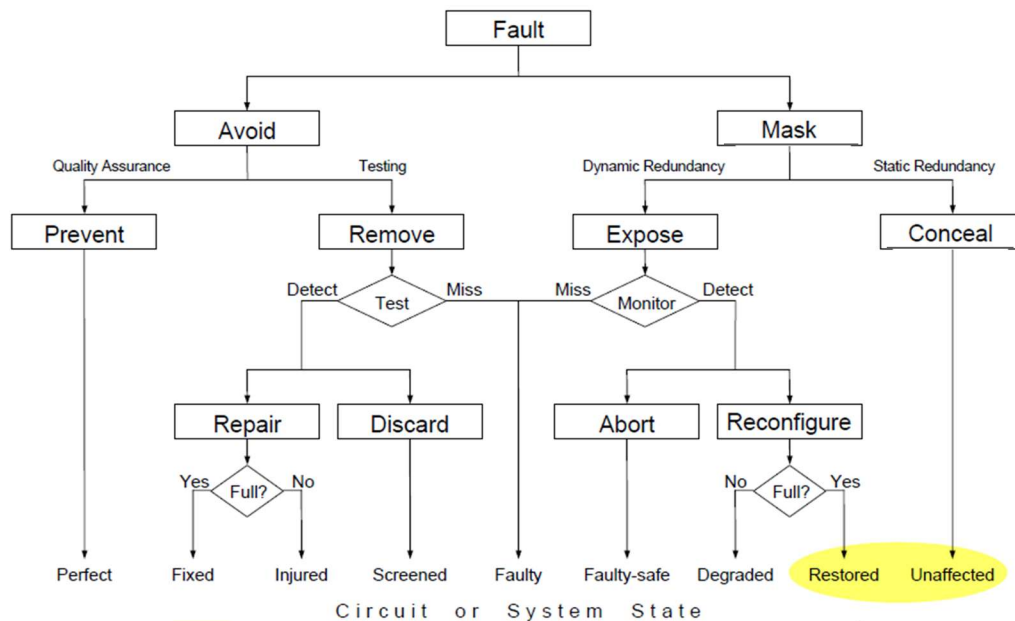 Fault
Avoid
Mask
Quality Assurance
Testing
Dynamic Redundancy
Static Redundancy
Prevent
Remove
Expose
Conceal
Detect
Test
Miss
Miss
Monitor
Detect
Repair
Discard
Abort
Reconfigure
Yes
Full?
No
No
Full?
Yes
Perfect
Fixed
Injured
Screened
Faulty
Faulty-safe
Degraded
Restored
Unaffected
Circuit or System State